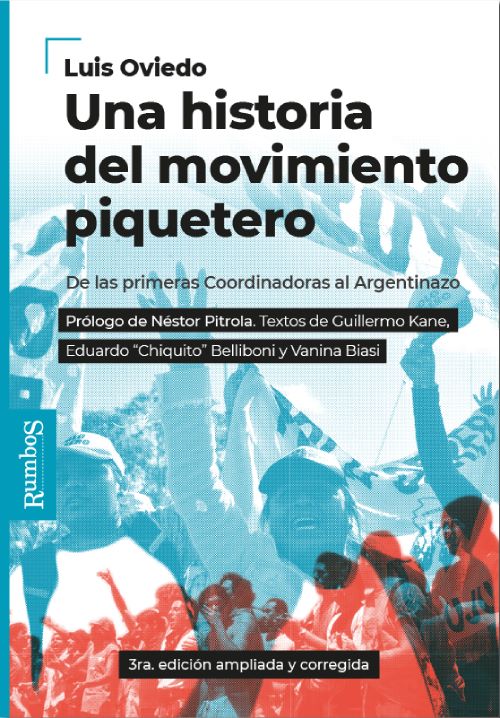 Luis Oviedo
Una historia
del movimiento
piquetero
De las primeras Coordinadoras al Argentinazo
Prólogo de Néstor Pitrola. Textos de Guillermo Kane,
Eduardo “Chiquito” Belliboni y Vanina Biasi
RumboS
3ra. edición ampliada y corregida